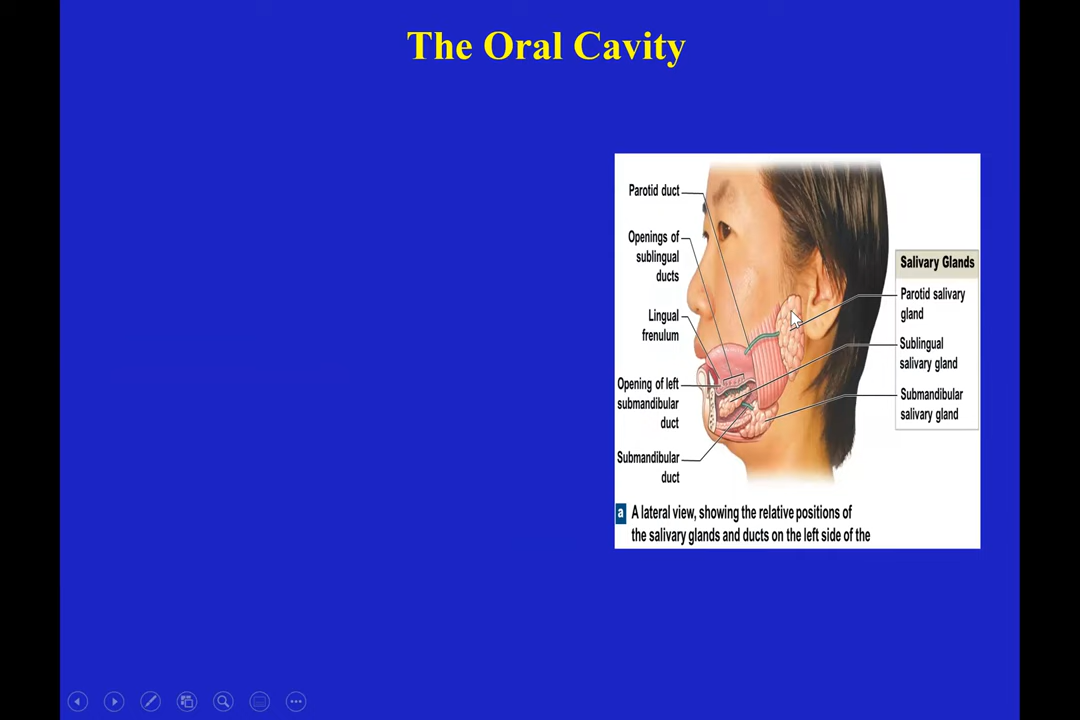 The Oral Cavity
Parotid duct
Openings of
sublingual
ducts
Lingual
frenulum
Opening of left
submandibular
duct
Submandibular
duct
Salivary Glands
Parotid salivary
gland
Sublingual
salivary gland
Submandibular
salivary gland
a A lateral view, showing the relative positions of
the salivary glands and ducts on the left side of the